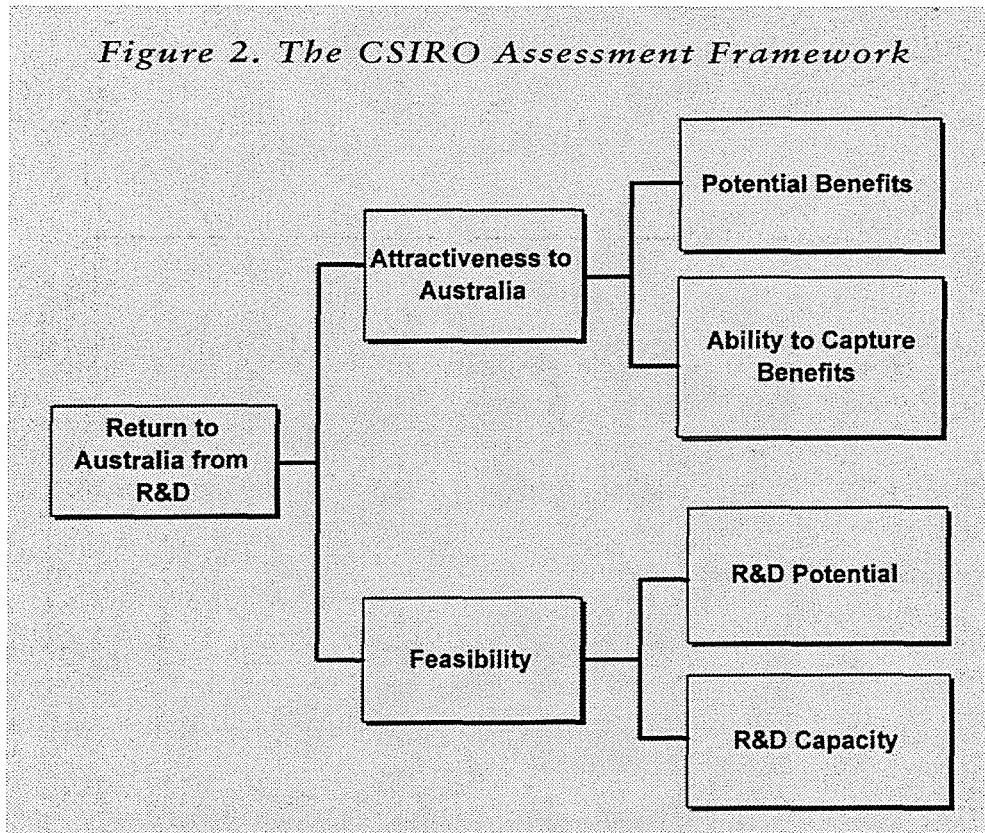 Figure 2. The CSIRO Assessment Framework
Potential Benefits
Attractiveness to
Australia
Ability to Capture
Benefits
Return to
Australia from
R&D
R&D Potential
Feasibility
R&D Capacity